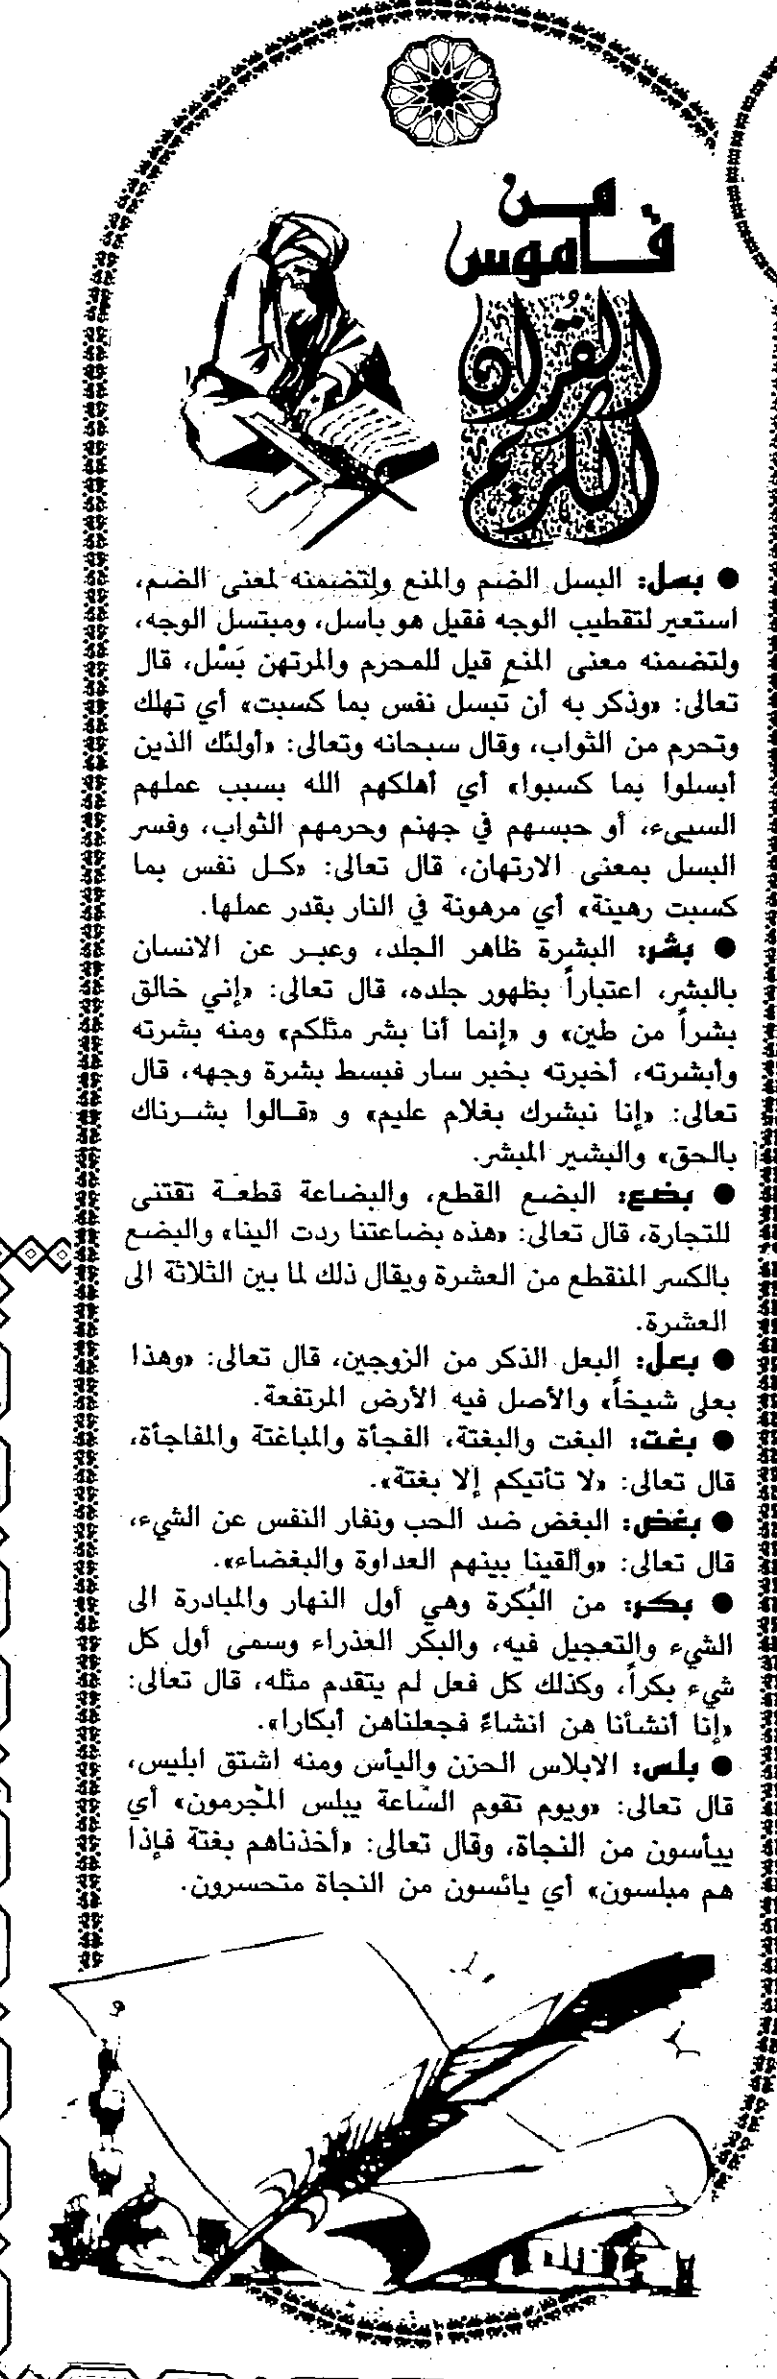 من
قاموس
القرآن
الكريم
● بسل: البسل الضم والمنع ولتضمنه لمعنى الضم،
استعير لتقطيب الوجه فقيل هو باسل، ومبتسل الوجه،
ولتضمنه معنى المنع قيل للمحرم والمرتهن بَسْل، قال
تعالى: «وذكر به أن تبسل نفس بما كسبت» أي تهلك
وتحرم من الثواب، وقال سبحانه وتعالى: «أولئك الذين
أبسلوا بما كسبوا» أي أهلكهم الله بسبب عملهم
السييء، أو حبسهم في جهنم وحرمهم الثواب، وفسر
البسل بمعنى الارتهان، قال تعالى: «كل نفس بما
كسبت رهينة» أي مرهونة في النار بقدر عملها.
● بشر: البشرة ظاهر الجلد، وعبر عن الانسان
بالبشر، اعتباراً بظهور جلده، قال تعالى: «إني خالق
بشراً من طين» و «إنما أنا بشر مثلكم» ومنه بشرته
وأبشرته، أخبرته بخبر سار فبسط بشرة وجهه، قال
تعالى: «إنا نبشرك بغلام عليم» و «قالوا بشرناك
بالحق» والبشير المبشر.
● بضع: البضع القطع، والبضاعة قطعة تقتنى
للتجارة، قال تعالى: «هذه بضاعتنا ردت الينا» والبضع
بالكسر المنقطع من العشرة ويقال ذلك لما بين الثلاثة الى
العشرة.
● بعل: البعل الذكر من الزوجين، قال تعالى: «وهذا
بعلي شيخاً» والأصل فيه الأرض المرتفعة.
● بغت: البغت والبغتة، الفجأة والمباغتة والمفاجأة،
قال تعالى: «لا تأتيكم إلا بغتة».
● بغض: البغض ضد الحب ونفار النفس عن الشيء،
قال تعالى: «وألقينا بينهم العداوة والبغضاء».
● بكر: من البُكرة وهي أول النهار والمبادرة الى
الشيء والتعجيل فيه، والبكر العذراء وسمى أول كل
شيء بكراً، وكذلك كل فعل لم يتقدم مثله، قال تعالى:
«إنا أنشأنا هن انشاءً فجعلناهن أبكارا».
● بلس: الابلاس الحزن واليأس ومنه اشتق ابليس،
قال تعالى: «ويوم تقوم الساعة يبلس المجرمون» أي
ييأسون من النجاة، وقال تعالى: «أخذناهم بغتة فإذا
هم مبلسون» أي يائسون من النجاة متحسرون.